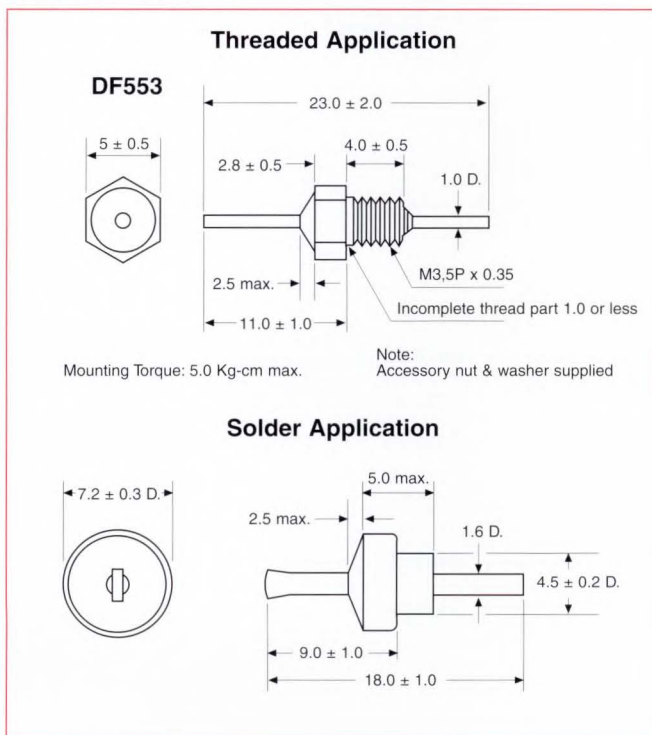 Threaded Application
DF553
23.0 ± 2.0
5 ± 0.5
4.0 ± 0.5
2.8 ± 0.5
1.0 D.
M3,5P x 0.35
2.5 max.
Incomplete thread part 1.0 or less
11.0 ± 1.0
Mounting Torque: 5.0 Kg-cm max.
Note:
Accessory nut & washer supplied
Solder Application
5.0 max.
7.2 ± 0.3 D.
2.5 max.
1.6 D.
4.5 ± 0.2 D.
9.0 ± 1.0
18.0 ± 1.0